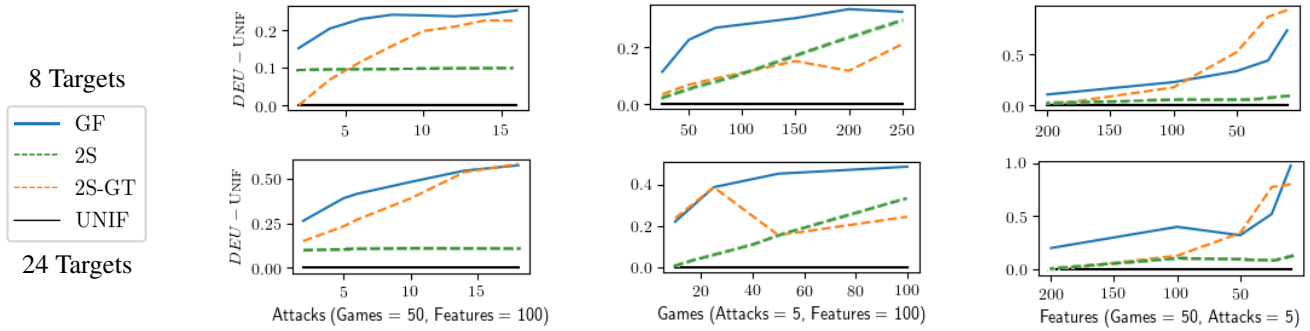 8 Targets
GF
2S
2S-GT
UNIF
24 Targets
DEU − UNIF
0.2
0.1
0.0
5 10 15
0.2
0.0
50 100 150 200 250
0.5
0.0
200 150 100 50
DEU − UNIF
0.50
0.25
0.00
5 10 15
Attacks (Games = 50, Features = 100)
0.4
0.2
0.0
20 40 60 80 100
Games (Attacks = 5, Features = 100)
1.0
0.5
0.0
200 150 100 50
Features (Games = 50, Attacks = 5)